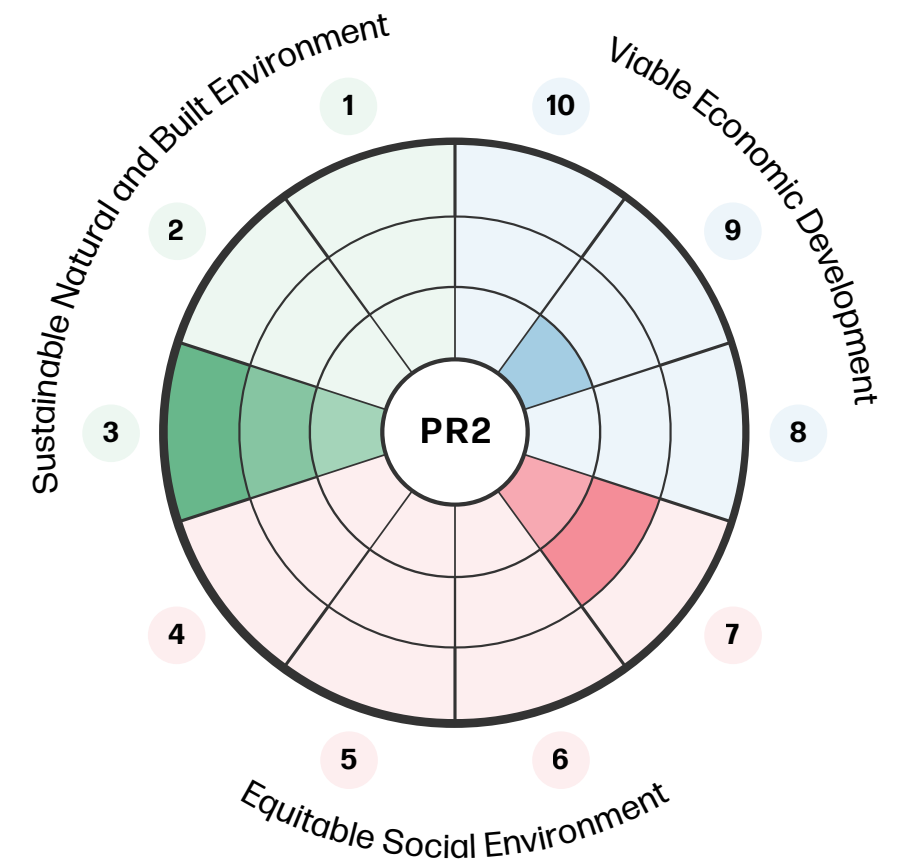 Sustainable Natural and Built Environment
Viable Economic Development
1
10
2
9
3
PR2
8
4
7
5
6
Equitable Social Environment